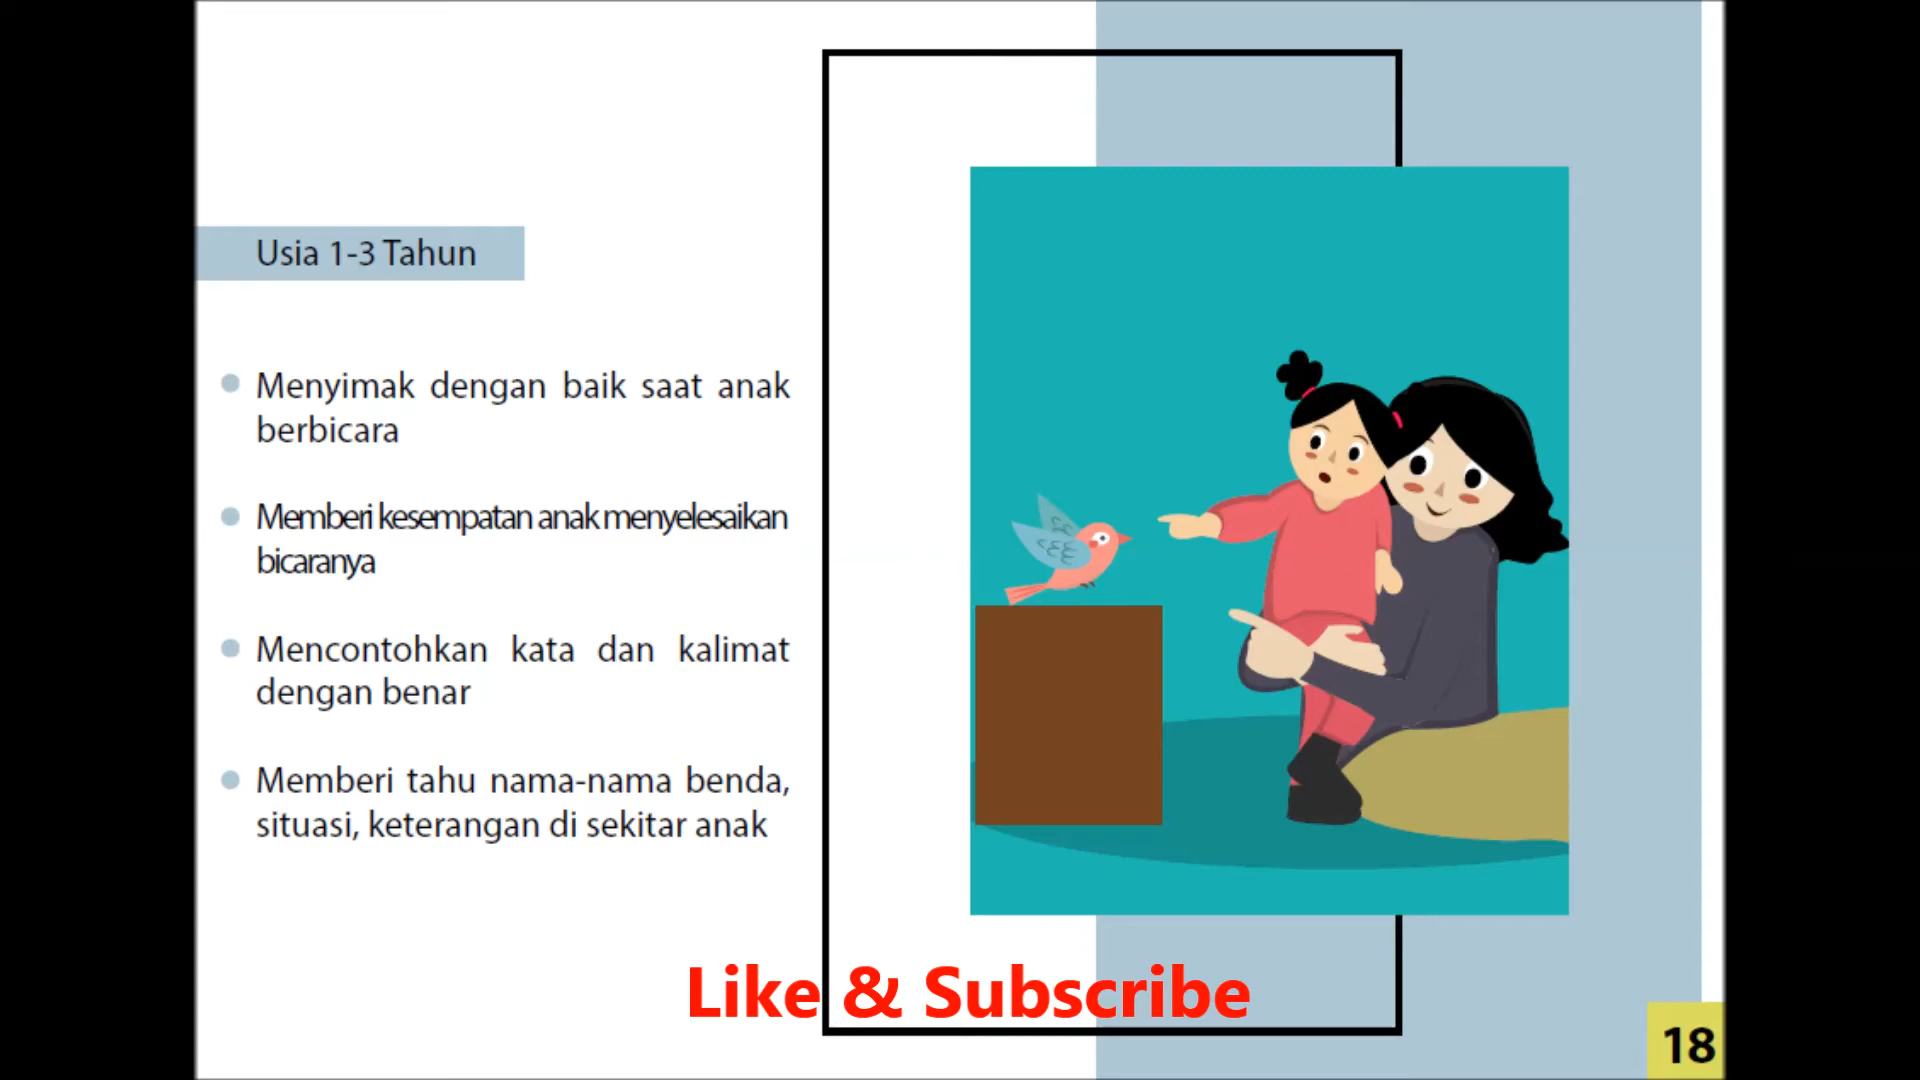 Usia 1-3 Tahun
Menyimak dengan baik saat anak
berbicara
Memberi kesempatan anak menyelesaikan
bicaranya
Mencontohkan kata dan kalimat
dengan benar
Memberi tahu nama-nama benda,
situasi, keterangan di sekitar anak
Like & Subscribe
18